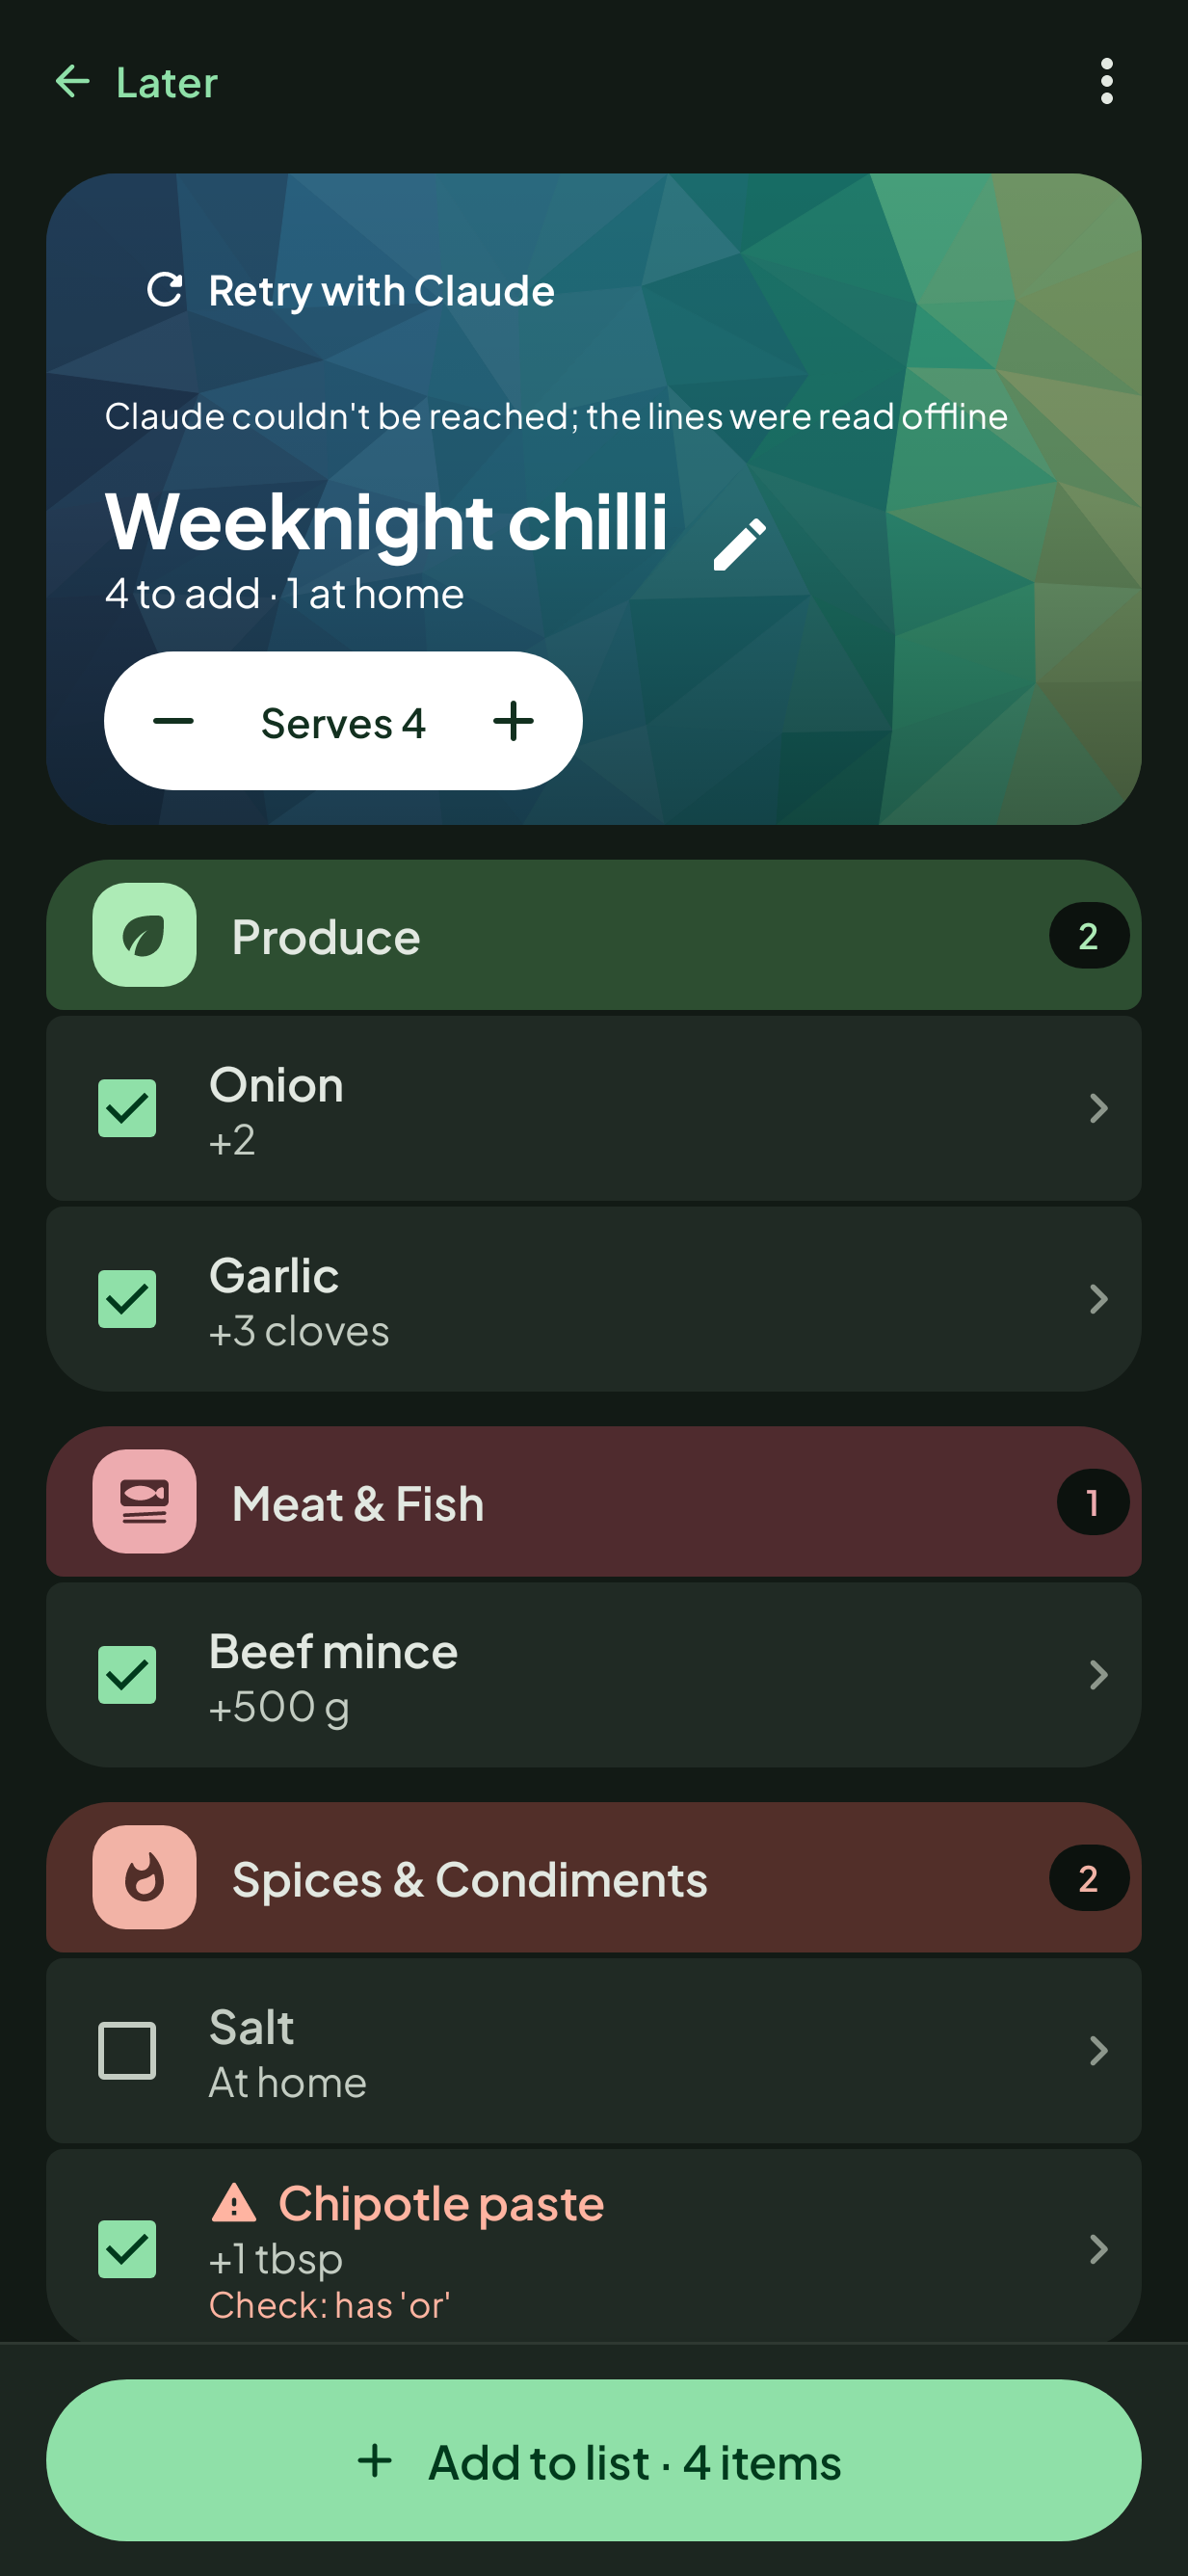 Later
Retry with Claude
Claude couldn't be reached; the lines were read offline
Weeknight chilli
4 to add · 1 at home
Serves 4
Produce
2
Onion
+2
Garlic
+3 cloves
Meat & Fish
1
Beef mince
+500 g
Spices & Condiments
2
Salt
At home
Chipotle paste
+1 tbsp
Check: has 'or'
Add to list · 4 items